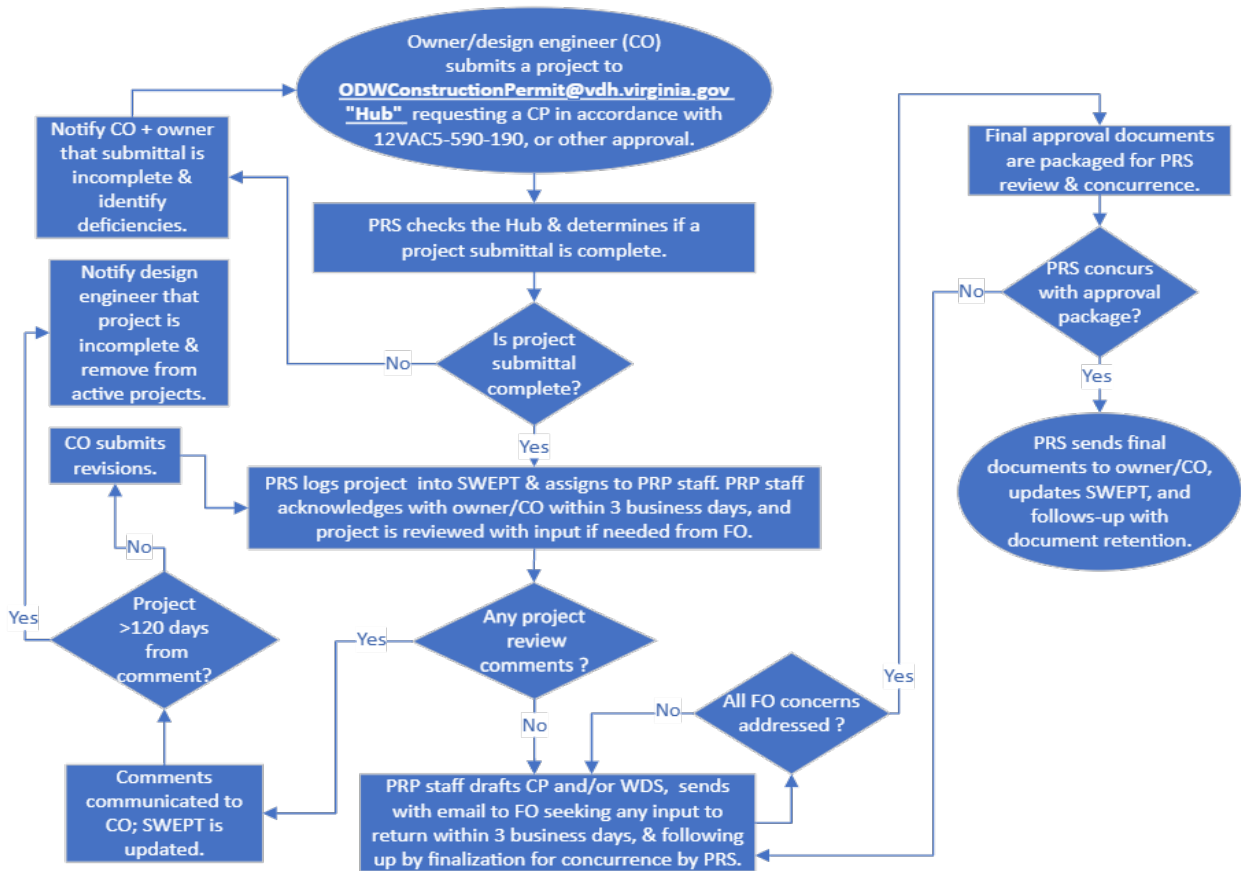 Owner/design engineer (CO)
submits a project to
ODWConstructionPermit@vdh.virginia.gov
"Hub" requesting a CP in accordance with
12VAC5-590-190, or other approval.
Notify CO + owner
that submittal is
incomplete &
identify
deficiencies.
PRS checks the Hub & determines if a
project submittal is complete.
Notify design
engineer that
project is
incomplete &
remove from
active projects.
Is project
submittal
complete?
No
Yes
CO submits
revisions.
PRS logs project into SWEPT & assigns to PRP staff. PRP staff
acknowledges with owner/CO within 3 business days, and
project is reviewed with input if needed from FO.
No
Yes
Project
>120 days
from
comment?
Yes
Any project
review
comments ?
No
Comments
communicated to
CO; SWEPT is
updated.
PRP staff drafts CP and/or WDS, sends
with email to FO seeking any input to
return within 3 business days, & following
up by finalization for concurrence by PRS.
No
All FO concerns
addressed ?
Yes
Final approval documents
are packaged for PRS
review & concurrence.
No
PRS concurs
with approval
package?
Yes
PRS sends final
documents to owner/CO,
updates SWEPT, and
follows-up with
document retention.